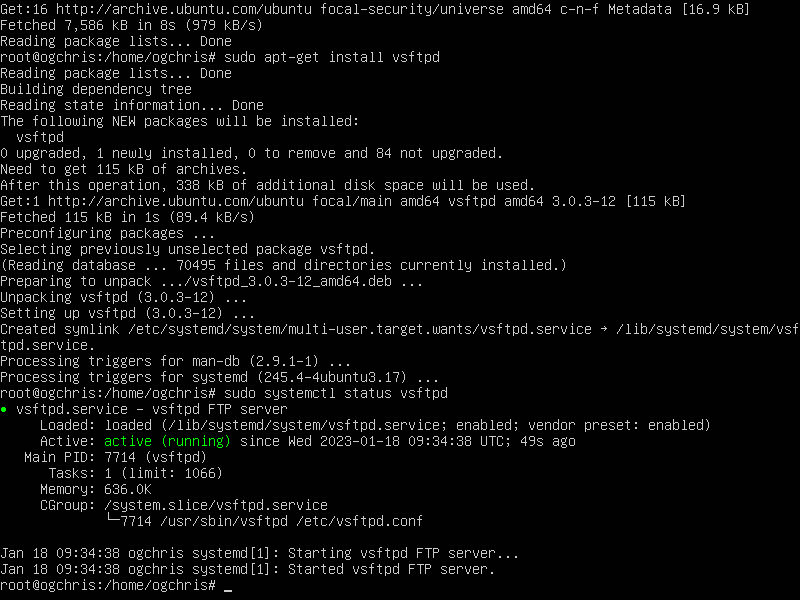 Get:16 http://archive.ubuntu.com/ubuntu focal-security/universe amd64 c-n-f Metadata [16.9 kB]
Fetched 7,586 kB in 8s (979 kB/s)
Reading package lists... Done
root@ogchris:/home/ogchris# sudo apt-get install vsftpd
Reading package lists... Done
Building dependency tree
Reading state information... Done
The following NEW packages will be installed:
  vsftpd
0 upgraded, 1 newly installed, 0 to remove and 84 not upgraded.
Need to get 115 kB of archives.
After this operation, 338 kB of additional disk space will be used.
Get:1 http://archive.ubuntu.com/ubuntu focal/main amd64 vsftpd amd64 3.0.3-12 [115 kB]
Fetched 115 kB in 1s (89.4 kB/s)
Preconfiguring packages ...
Selecting previously unselected package vsftpd.
(Reading database ... 70495 files and directories currently installed.)
Preparing to unpack .../vsftpd_3.0.3-12_amd64.deb ...
Unpacking vsftpd (3.0.3-12) ...
Setting up vsftpd (3.0.3-12) ...
Created symlink /etc/systemd/system/multi-user.target.wants/vsftpd.service → /lib/systemd/system/vsf
tpd.service.
Processing triggers for man-db (2.9.1-1) ...
Processing triggers for systemd (245.4-4ubuntu3.17) ...
root@ogchris:/home/ogchris# sudo systemctl status vsftpd
● vsftpd.service - vsftpd FTP server
     Loaded: loaded (/lib/systemd/system/vsftpd.service; enabled; vendor preset: enabled)
     Active: active (running) since Wed 2023-01-18 09:34:38 UTC; 49s ago
   Main PID: 7714 (vsftpd)
      Tasks: 1 (limit: 1066)
     Memory: 636.0K
     CGroup: /system.slice/vsftpd.service
             └─7714 /usr/sbin/vsftpd /etc/vsftpd.conf

Jan 18 09:34:38 ogchris systemd[1]: Starting vsftpd FTP server...
Jan 18 09:34:38 ogchris systemd[1]: Started vsftpd FTP server.
root@ogchris:/home/ogchris# _